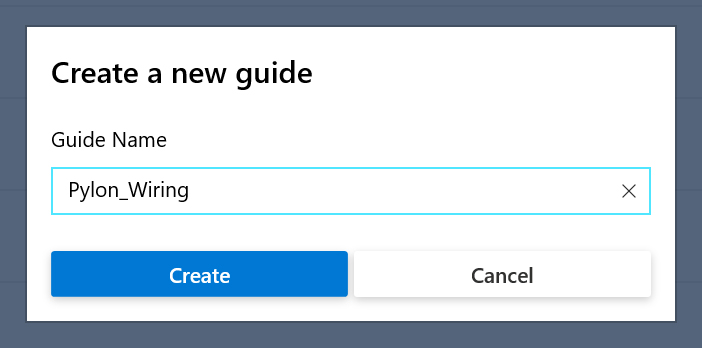 Create a new guide
Guide Name
Pylon_Wiring
Create
Cancel